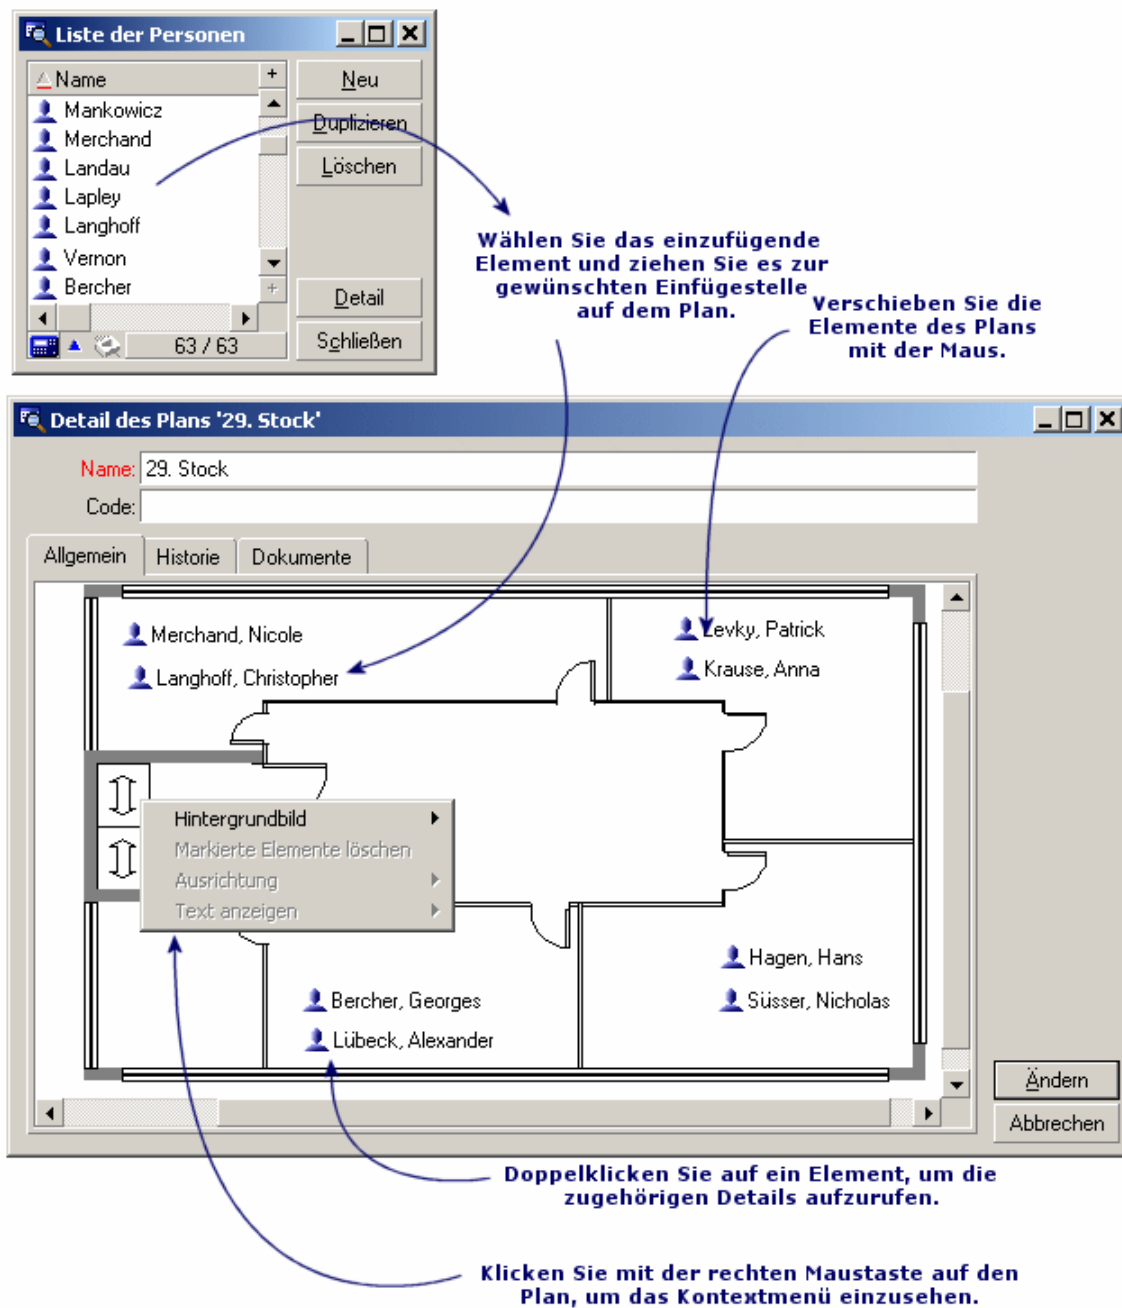 Liste der Personen
Name
+
Neu
Mankowicz
Duplizieren
Merchand
Löschen
Landau
Lapley
Langhoff
Vernon
Bercher
+
Detail
63 / 63
Schließen
Wählen Sie das einzufügende
Element und ziehen Sie es zur
gewünschten Einfügestelle
auf dem Plan.
Verschieben Sie die
Elemente des Plans
mit der Maus.
Detail des Plans '29. Stock'
Name: 29. Stock
Code:
Allgemein Historie Dokumente
Merchand, Nicole
Levky, Patrick
Langhoff, Christopher
Krause, Anna
Hintergrundbild
Markierte Elemente löschen
Ausrichtung
Text anzeigen
Hagen, Hans
Bercher, Georges
Süsser, Nicholas
Lübeck, Alexander
Ändern
Abbrechen
Doppelklicken Sie auf ein Element, um die
zugehörigen Details aufzurufen.
Klicken Sie mit der rechten Maustaste auf den
Plan, um das Kontextmenü einzusehen.